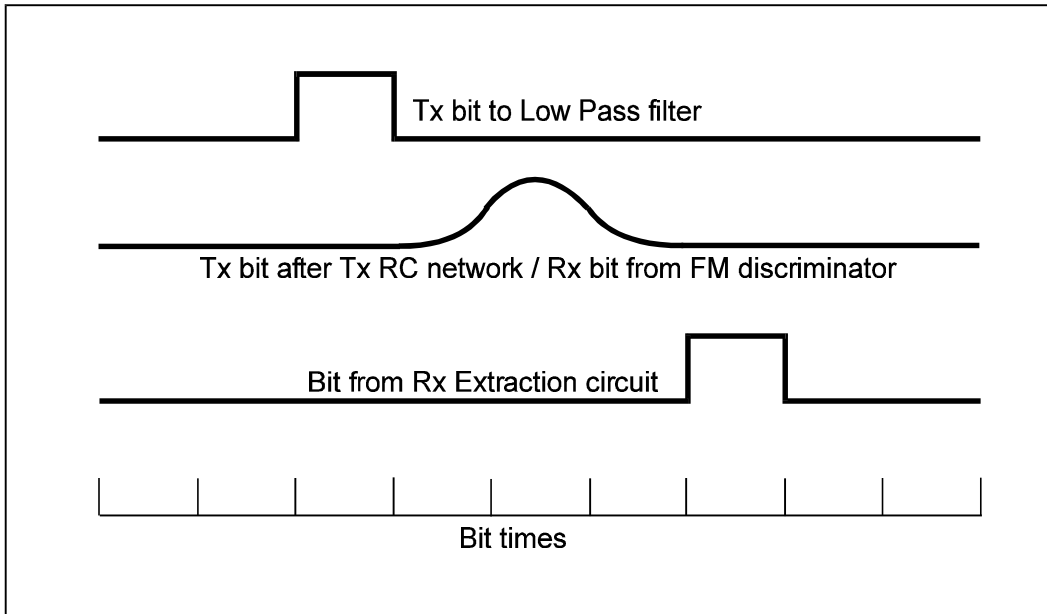 Tx bit to Low Pass filter
Tx bit after Tx RC network / Rx bit from FM discriminator
Bit from Rx Extraction circuit
Bit times